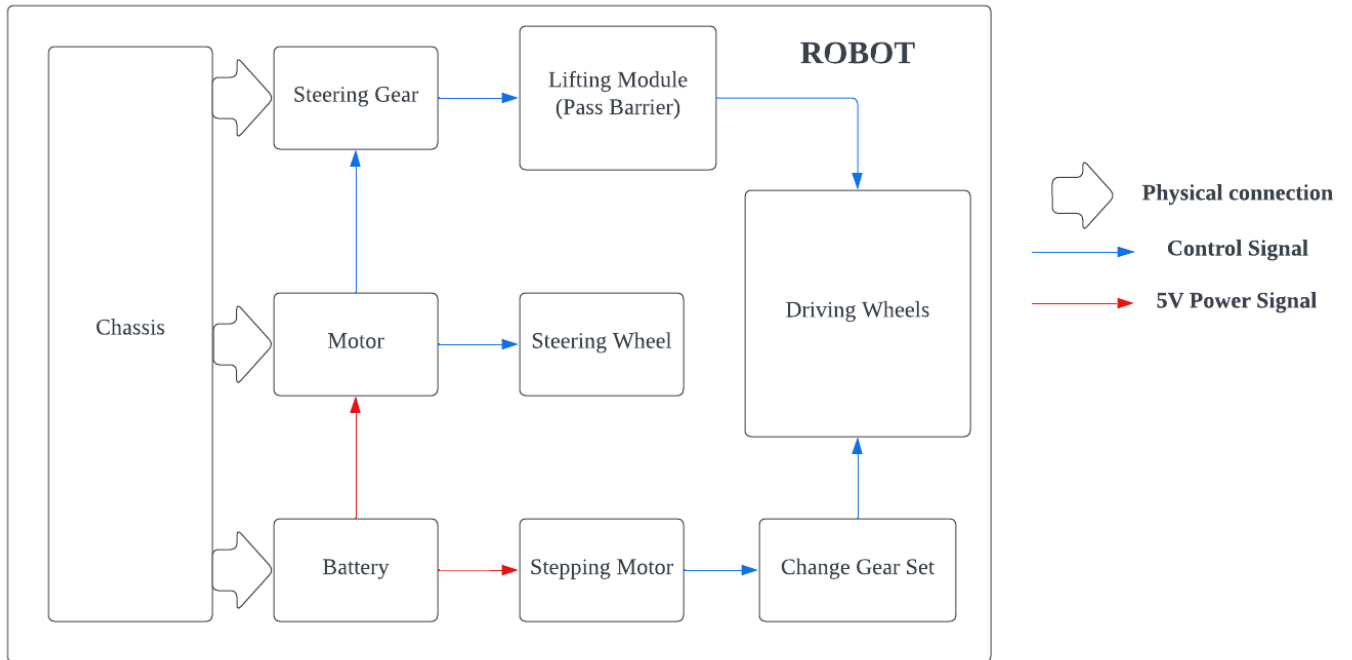 ROBOT
Steering Gear
Lifting Module
(Pass Barrier)
Chassis
Motor
Steering Wheel
Driving Wheels
Battery
Stepping Motor
Change Gear Set
Physical connection
Control Signal
5V Power Signal